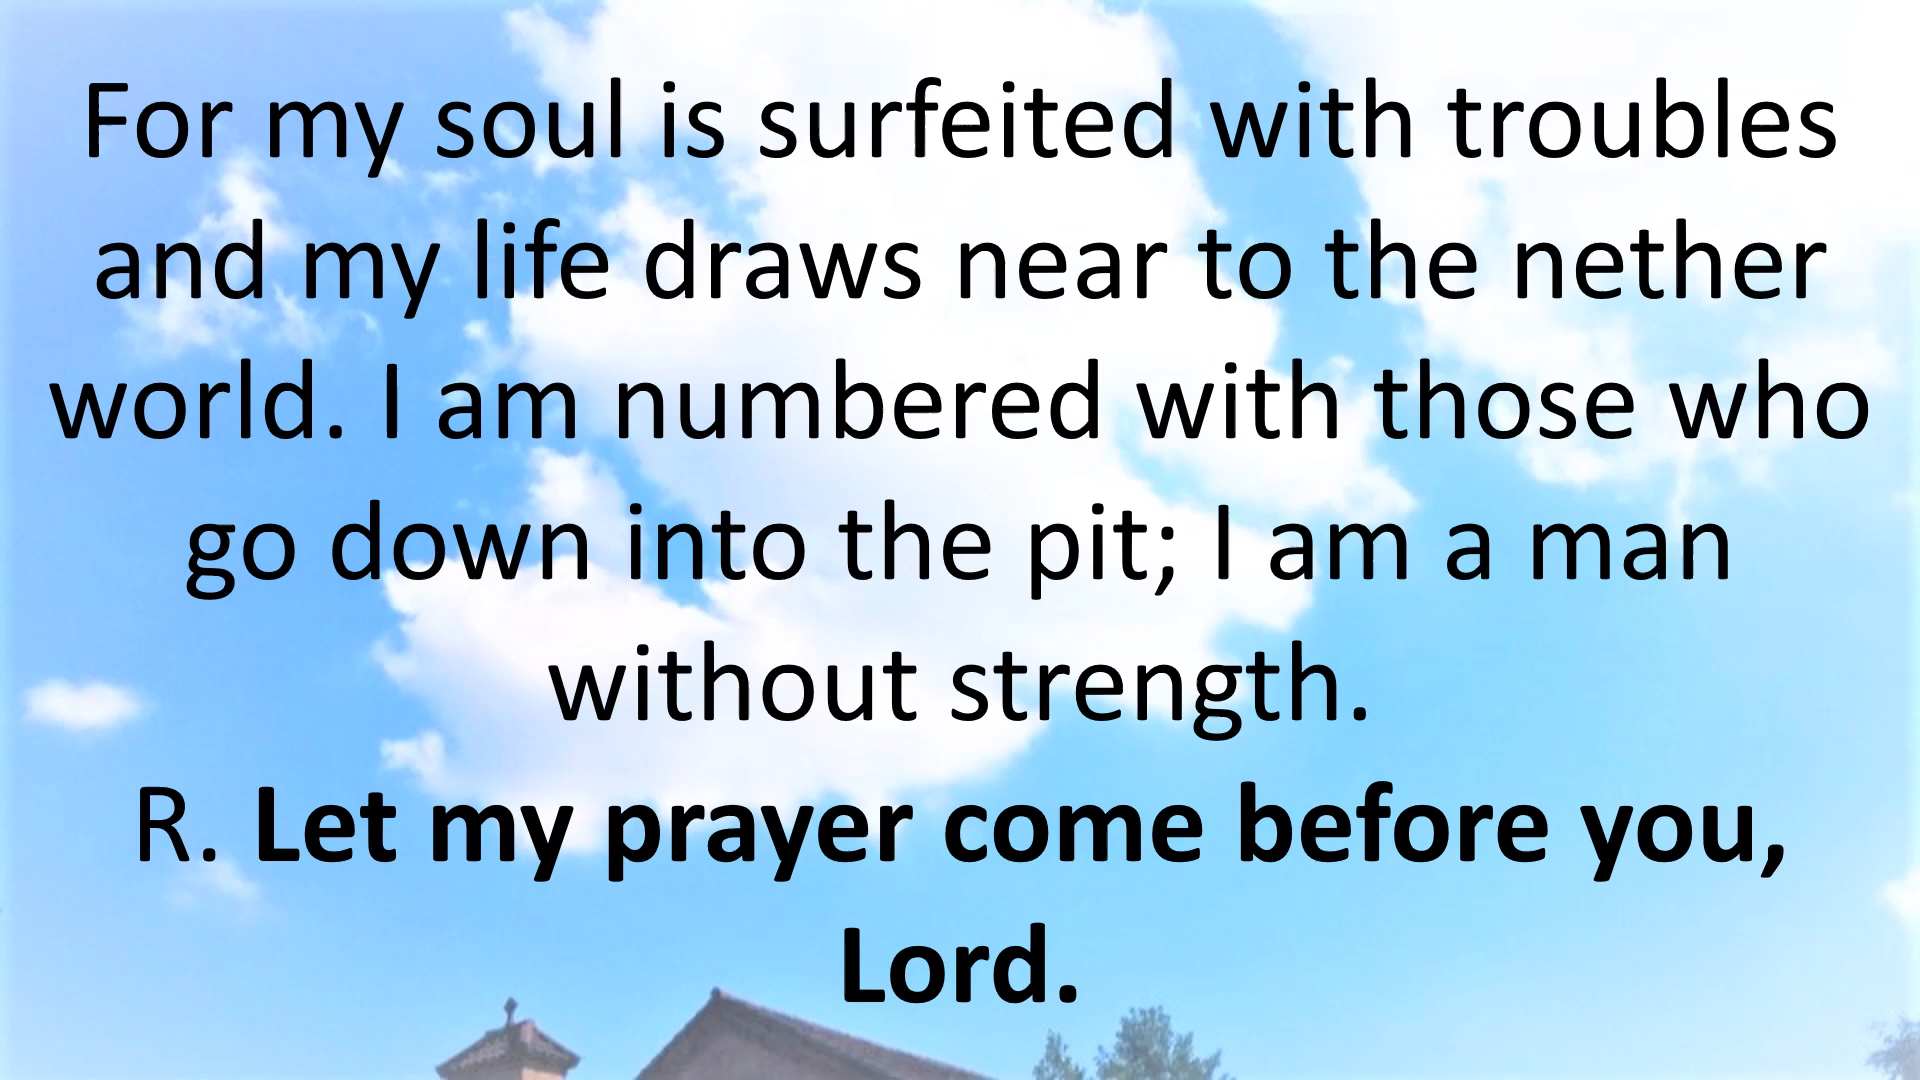 For my soul is surfeited with troubles
and my life draws near to the nether
world. I am numbered with those who
go down into the pit; I am a man
without strength.
R. Let my prayer come before you,
Lord.